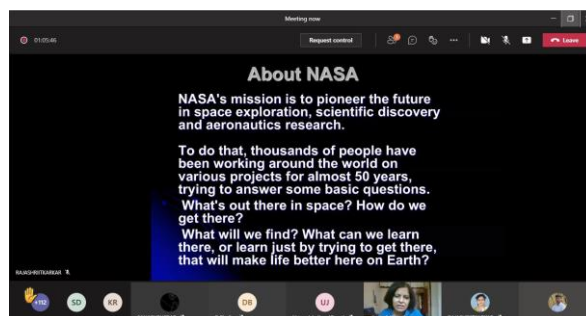 Meeting now
01:05:46
Request control
Leave
About NASA
NASA's mission is to pioneer the future
in space exploration, scientific discovery
and aeronautics research.
To do that, thousands of people have
been working around the world on
various projects for almost 50 years,
trying to answer some basic questions.
What's out there in space? How do we
get there?
What will we find? What can we learn
there, or learn just by trying to get there,
that will make life better here on Earth?
+112
SD
KR
DB
UJ